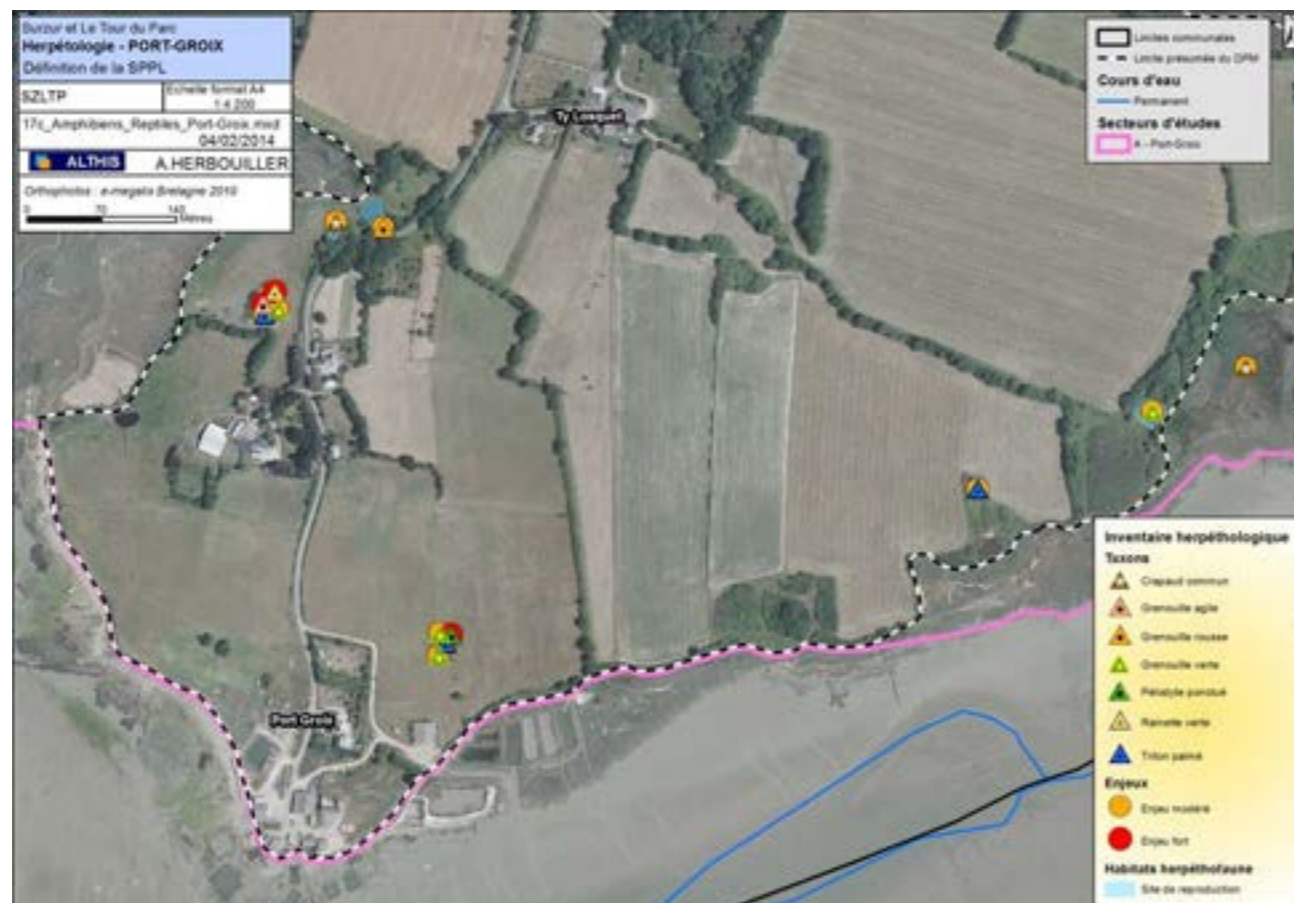 Surzur et Le Tour du Parc
Herpétologie - PORT-GROIX
Définition de la SPPL
SZLTP
Echelle format A4
1:4 200
17c_Amphibiens_Reptiles_Port-Groix.mxd
04/02/2014
ALTHIS
A.HERBOUILLER
Orthophotos : e-megalis Bretagne 2010
0 70 140
Mètres
Limites communales
Limite présumée du DPM
Cours d'eau
Permanent
Secteurs d'études
A - Port-Groix
Ty Losquet
Port Groix
Inventaire herpéthologique
Taxons
Crapaud commun
Grenouille agile
Grenouille rousse
Grenouille verte
Pélodyte ponctué
Rainette verte
Triton palmé
Enjeux
Enjeu modéré
Enjeu fort
Habitats herpéthofaune
Site de reproduction